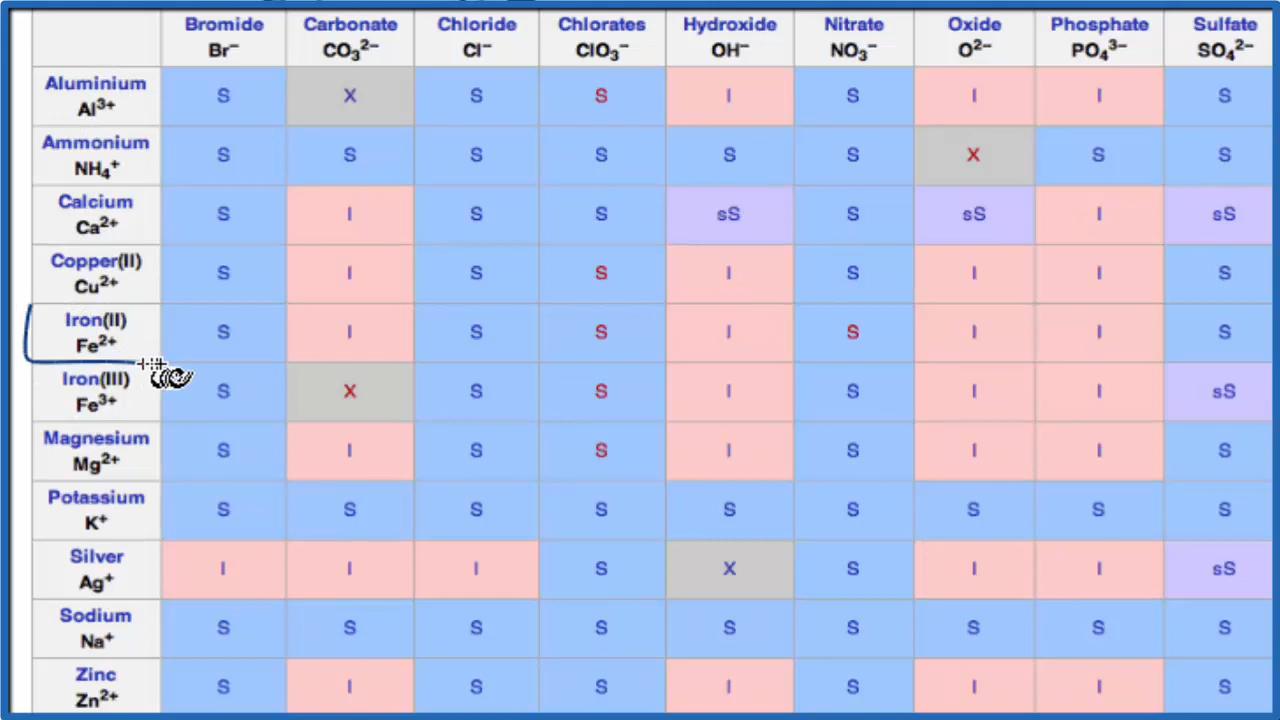 Bromide Carbonate Chloride Chlorates Hydroxide Nitrate Oxide Phosphate Sulfate
Br⁻ CO₃²⁻ Cl⁻ ClO₃⁻ OH⁻ NO₃⁻ O²⁻ PO₄³⁻ SO₄²⁻
Aluminium Al³⁺ S X S S I S I I S
Ammonium NH₄⁺ S S S S S S X S S
Calcium Ca²⁺ S I S S sS S sS I sS
Copper(II) Cu²⁺ S I S S I S I I S
Iron(II) Fe²⁺ S I S S I S I I S
Iron(III) Fe³⁺ S X S S I S I I sS
Magnesium Mg²⁺ S I S S I S I I S
Potassium K⁺ S S S S S S S S S
Silver Ag⁺ I I I S X S I I sS
Sodium Na⁺ S S S S S S S S S
Zinc Zn²⁺ S I S S I S I I S